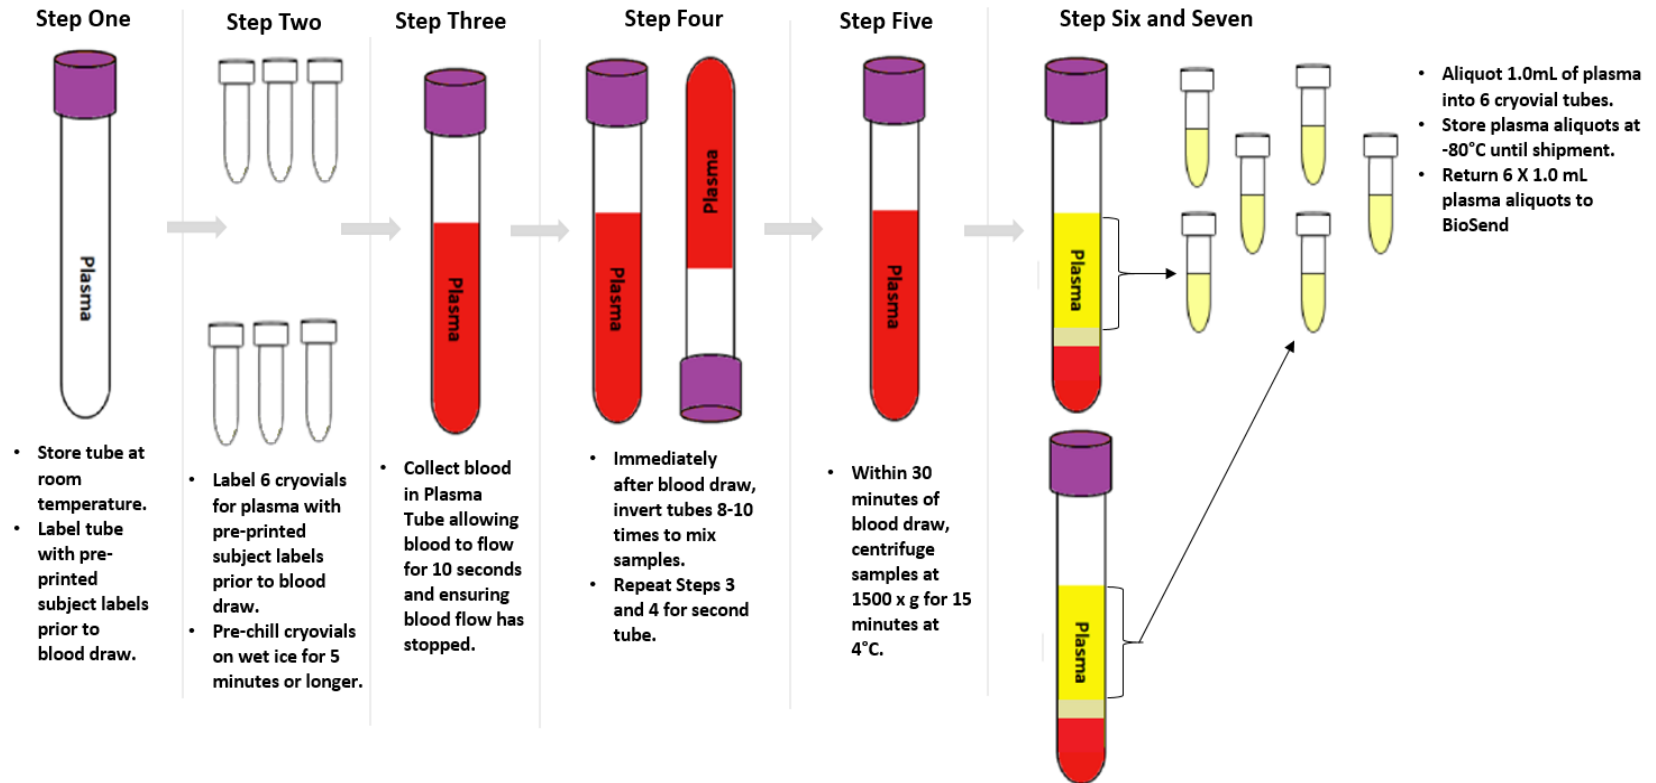 Step One
Plasma
• Store tube at
room
temperature.
• Label tube
with pre-
printed
subject labels
prior to
blood draw.
Step Two
• Label 6 cryovials
for plasma with
pre-printed
subject labels
prior to blood
draw.
• Pre-chill cryovials
on wet ice for 5
minutes or longer.
Step Three
Plasma
• Collect blood
in Plasma
Tube allowing
blood to flow
for 10 seconds
and ensuring
blood flow has
stopped.
Step Four
Plasma
Plasma
• Immediately
after blood draw,
invert tubes 8-10
times to mix
samples.
• Repeat Steps 3
and 4 for second
tube.
Step Five
Plasma
• Within 30
minutes of
blood draw,
centrifuge
samples at
1500 x g for 15
minutes at
4°C.
Step Six and Seven
Plasma
Plasma
• Aliquot 1.0mL of plasma
into 6 cryovial tubes.
• Store plasma aliquots at
-80°C until shipment.
• Return 6 X 1.0 mL
plasma aliquots to
BioSend